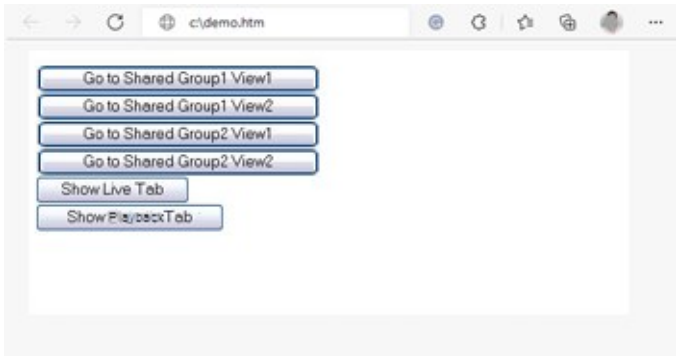 c:\demo.htm
Go to Shared Group1 View1
Go to Shared Group1 View2
Go to Shared Group2 View1
Go to Shared Group2 View2
Show Live Tab
Show Playback Tab